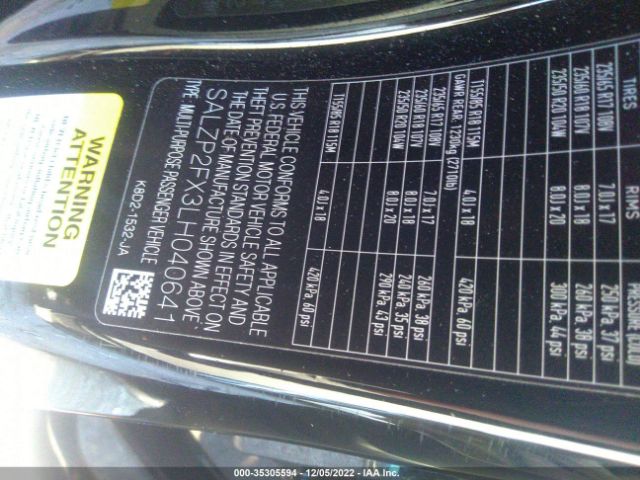 TIRES RIMS
235/65 R17 108V 7.0J x 17 250 kPa, 37 psi
235/60 R18 107V 8.0J x 18 260 kPa, 38 psi
235/50 R20 104W 8.0J x 20 300 kPa, 44 psi
T155/85 R18 115M 4.0J x 18 420 kPa, 60 psi
GAWR REAR: 1230kg (2710lb)
235/65 R17 108V 7.0J x 17 260 kPa, 38 psi
235/60 R18 107V 8.0J x 18 240 kPa, 35 psi
235/50 R20 104W 8.0J x 20 290 kPa, 43 psi
T155/85 R18 115M 4.0J x 18 420 kPa, 60 psi
THIS VEHICLE CONFORMS TO ALL APPLICABLE
U.S. FEDERAL MOTOR VEHICLE SAFETY AND
THEFT PREVENTION STANDARDS IN EFFECT ON
THE DATE OF MANUFACTURE SHOWN ABOVE
SALZP2FX3LH040641
TYPE: MULTI-PURPOSE PASSENGER VEHICLE
K8D2-1532-JA
WARNING
ATTENTION
000-35305594 - 12/05/2022 - IAA Inc.